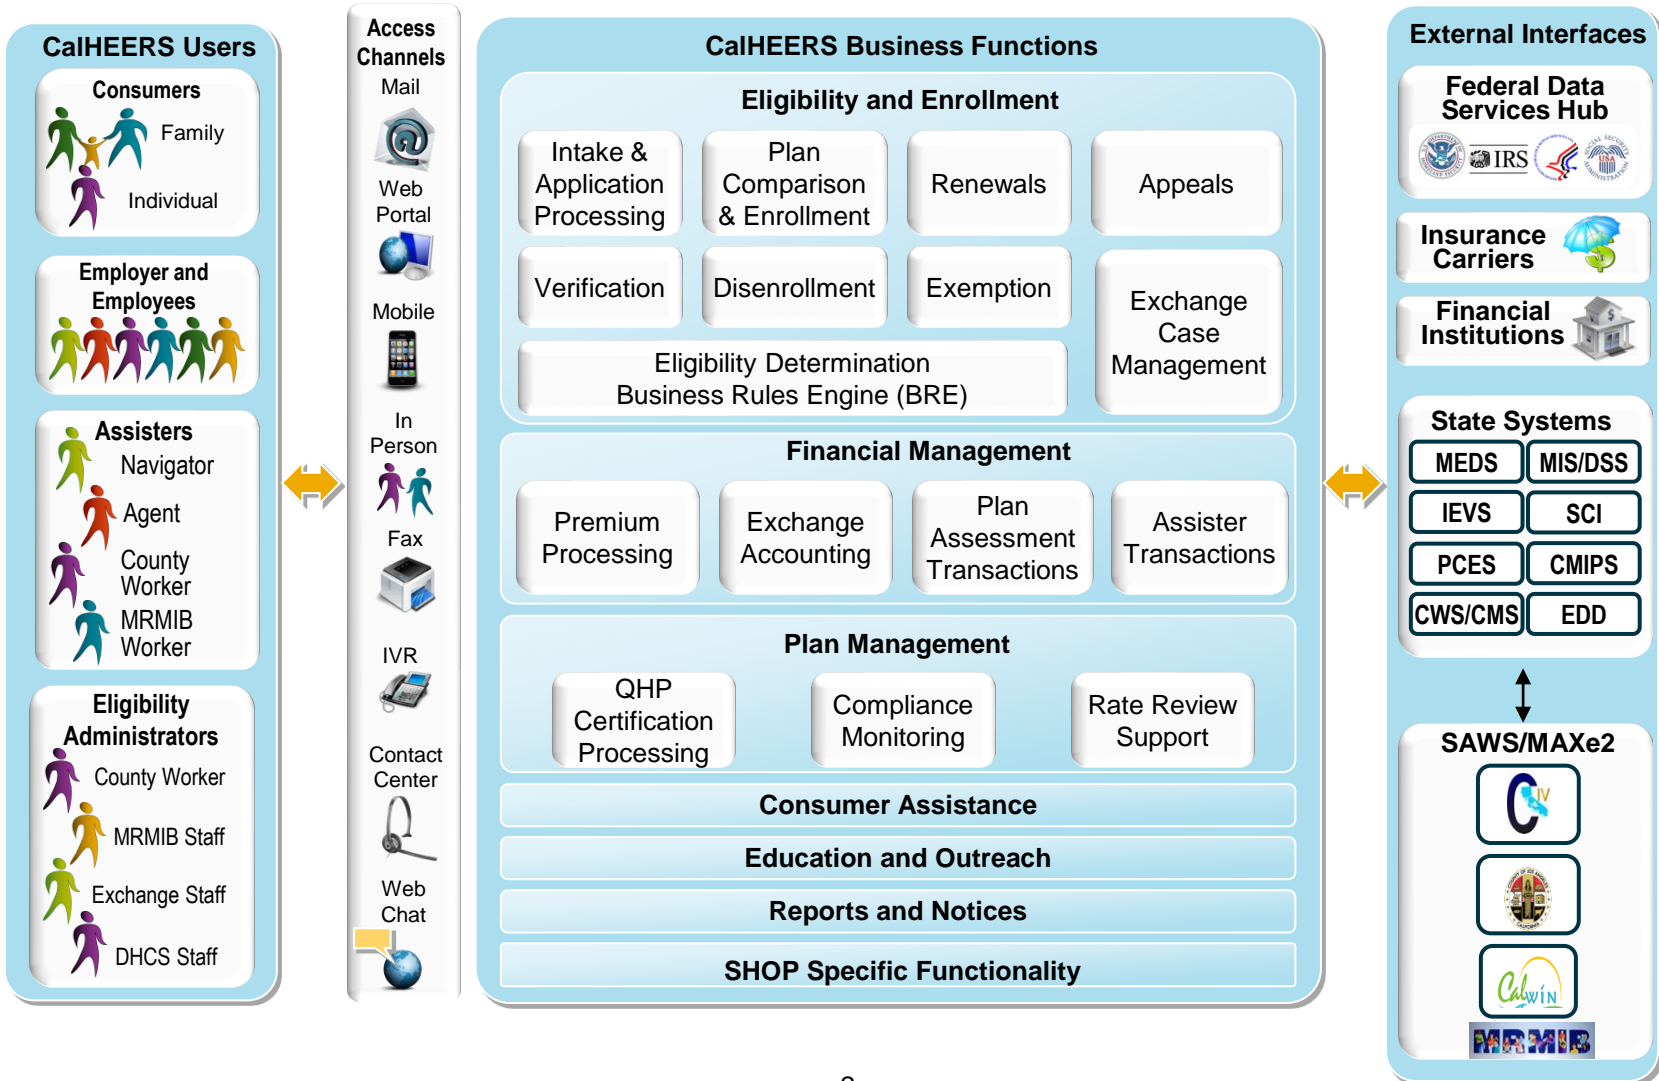 CalHEERS Users
Consumers
Family
Individual
Employer and
Employees
Assisters
Navigator
Agent
County
Worker
MRMIB
Worker
Eligibility
Administrators
County Worker
MRMIB Staff
Exchange Staff
DHCS Staff
Access
Channels
Mail
Web
Portal
Mobile
In
Person
Fax
IVR
Contact
Center
Web
Chat
CalHEERS Business Functions
Eligibility and Enrollment
Intake &
Application
Processing
Plan
Comparison
& Enrollment
Renewals
Appeals
Verification
Disenrollment
Exemption
Exchange
Case
Management
Eligibility Determination
Business Rules Engine (BRE)
Financial Management
Premium
Processing
Exchange
Accounting
Plan
Assessment
Transactions
Assister
Transactions
Plan Management
QHP
Certification
Processing
Compliance
Monitoring
Rate Review
Support
Consumer Assistance
Education and Outreach
Reports and Notices
SHOP Specific Functionality
External Interfaces
Federal Data
Services Hub
IRS
SOCIAL SECURITY
USA
ADMINISTRATION
Insurance
Carriers
Financial
Institutions
State Systems
MEDS
MIS/DSS
IEVS
SCI
PCES
CMIPS
CWS/CMS
EDD
SAWS/MAXe2
C IV
CalWIN
MRMIB